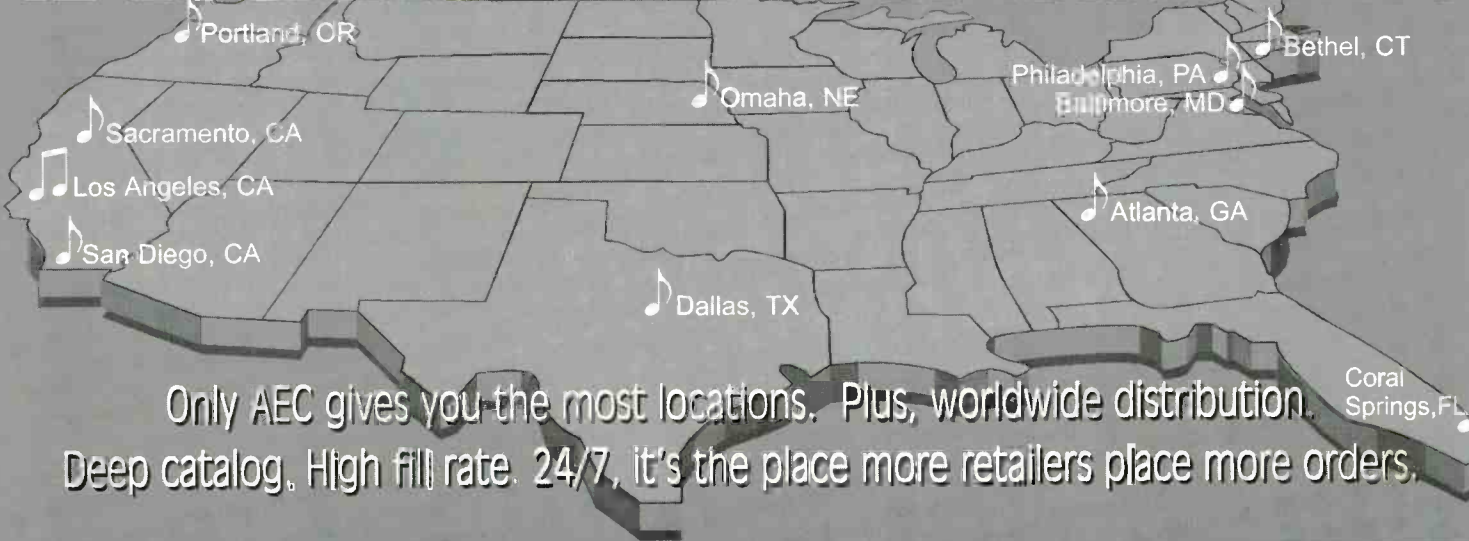 Portland, OR
Bethel, CT
Philadelphia, PA
Omaha, NE
Baltimore, MD
Sacramento, CA
Los Angeles, CA
Atlanta, GA
San Diego, CA
Dallas, TX
Coral
Springs, FL
Only AEC gives you the most locations. Plus, worldwide distribution.
Deep catalog. High fill rate. 24/7, it's the place more retailers place more orders.